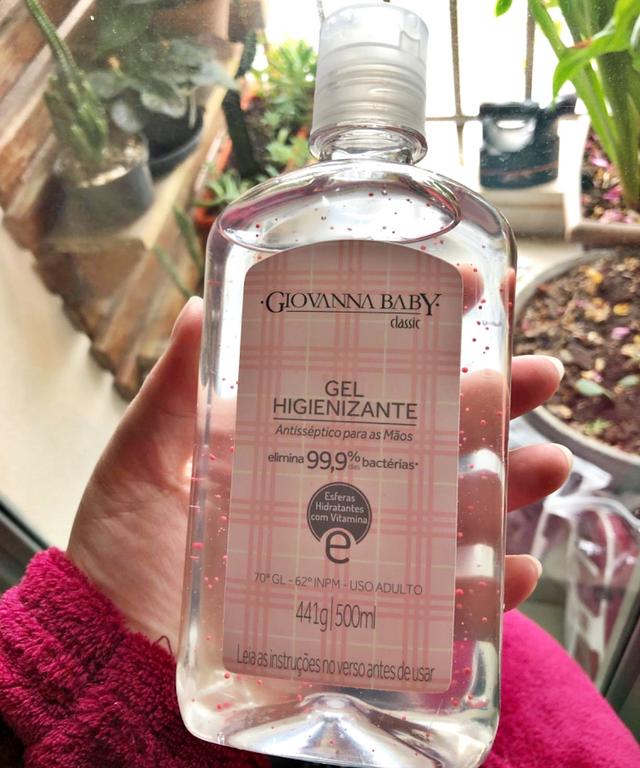 ·GIOVANNA BABY·
classic
GEL
HIGIENIZANTE
Antisséptico para as Mãos
elimina 99,9% das bactérias*
Esferas
Hidratantes
com Vitamina
e
70° GL - 62° INPM - USO ADULTO
441g|500ml
Leia as instruções no verso antes de usar